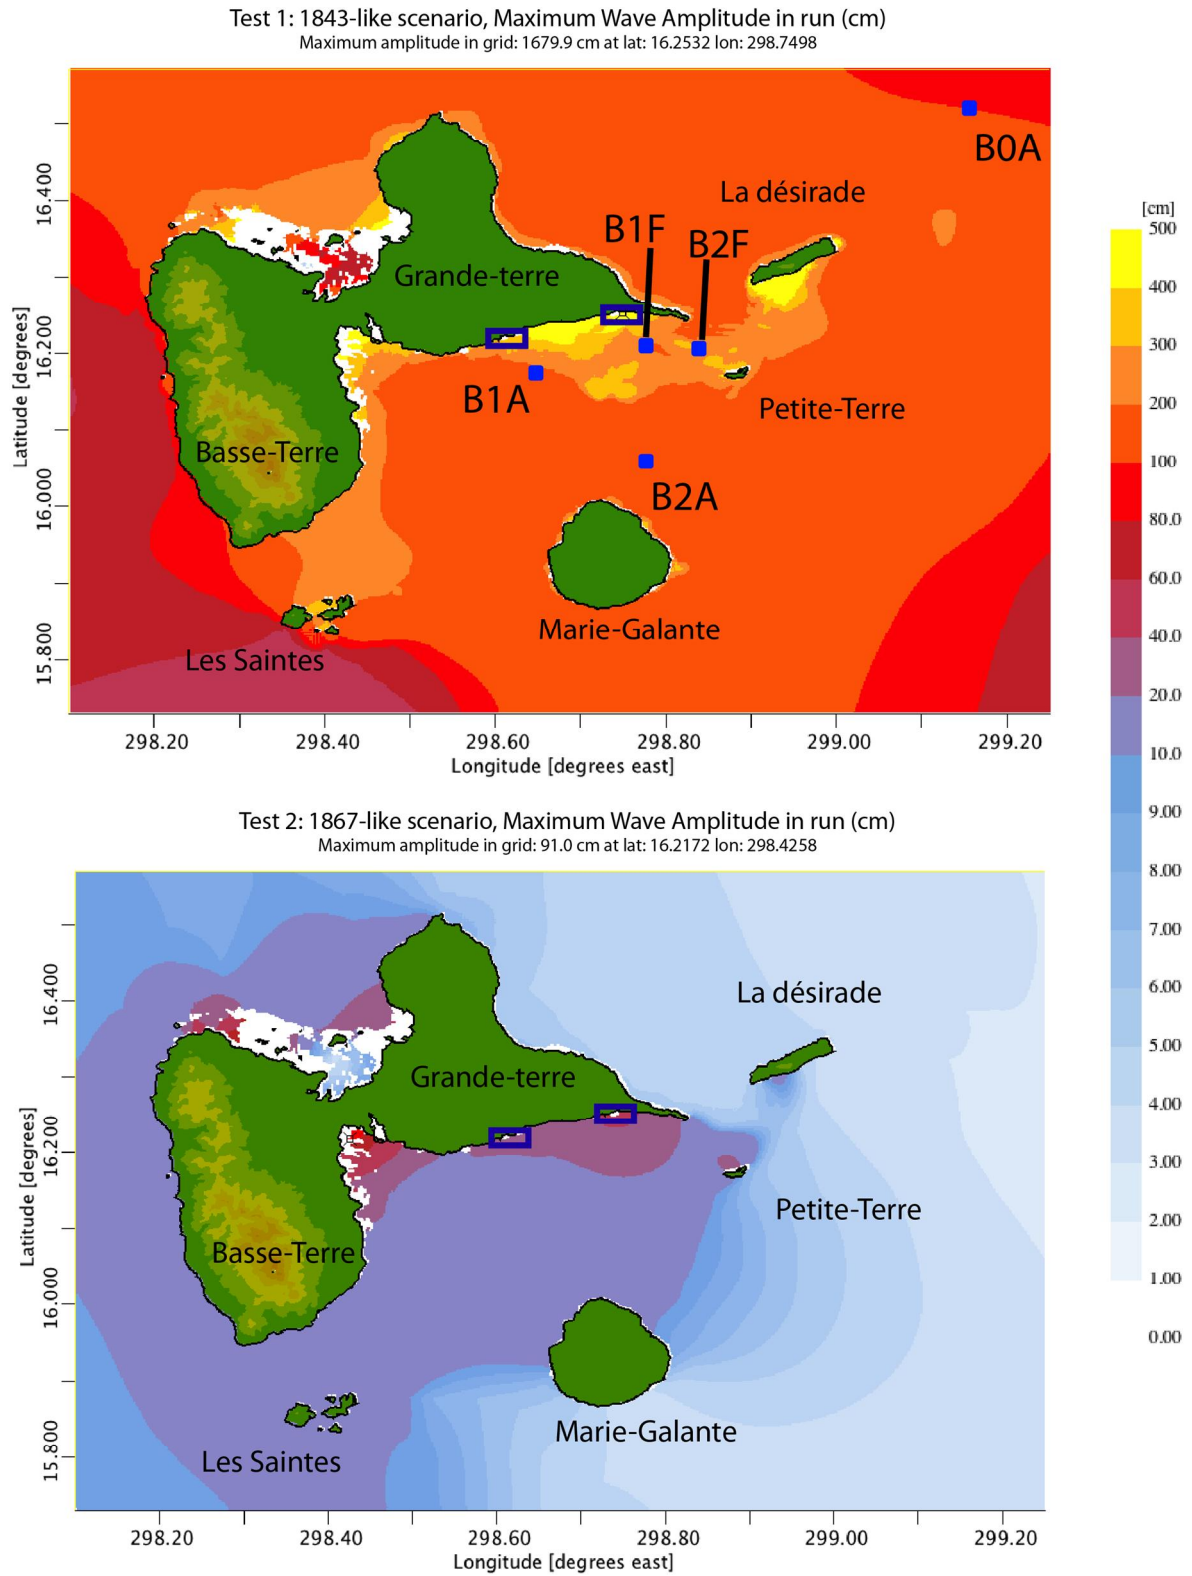 Test 1: 1843-like scenario, Maximum Wave Amplitude in run (cm)
Maximum amplitude in grid: 1679.9 cm at lat: 16.2532 lon: 298.7498
B0A
La désirade
B1F
B2F
Grande-terre
B1A
Petite-Terre
Basse-Terre
B2A
Marie-Galante
Les Saintes
Latitude [degrees]
16.400
16.200
16.000
15.800
298.20 298.40 298.60 298.80 299.00 299.20
Longitude [degrees east]
[cm]
500
400
300
200
100
80.0
60.0
40.0
20.0
10.0
9.00
8.00
7.00
6.00
5.00
4.00
3.00
2.00
1.00
0.00
Test 2: 1867-like scenario, Maximum Wave Amplitude in run (cm)
Maximum amplitude in grid: 91.0 cm at lat: 16.2172 lon: 298.4258
La désirade
Grande-terre
Petite-Terre
Basse-Terre
Marie-Galante
Les Saintes
Latitude [degrees]
16.400
16.200
16.000
15.800
298.20 298.40 298.60 298.80 299.00 299.20
Longitude [degrees east]